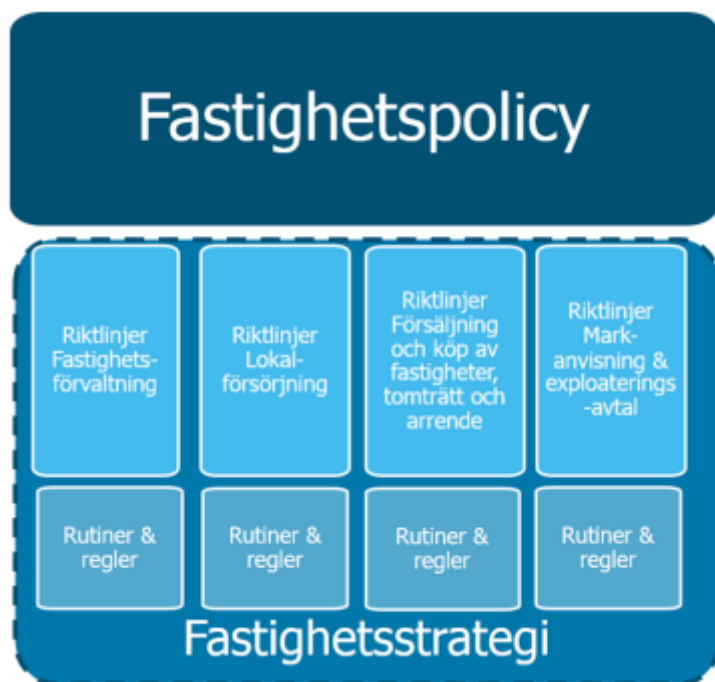 Fastighetspolicy
Riktlinjer
Fastighets-
förvaltning
Riktlinjer
Lokal-
försörjning
Riktlinjer
Försäljning
och köp av
fastigheter,
tomträtt och
arrende
Riktlinjer
Mark-
anvisning &
exploaterings
-avtal
Rutiner &
regler
Rutiner &
regler
Rutiner &
regler
Rutiner &
regler
Fastighetsstrategi